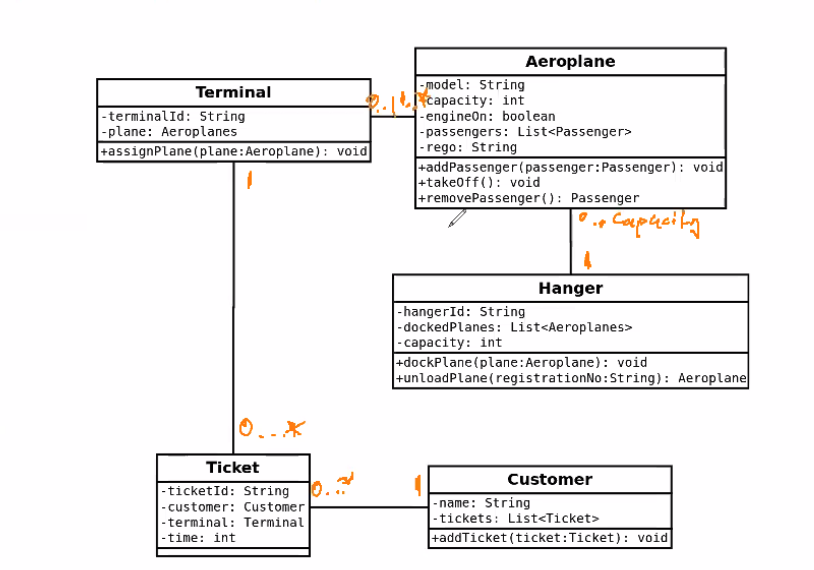 Aeroplane
-model: String
-capacity: int
-engineOn: boolean
-passengers: List<Passenger>
-rego: String
+addPassenger(passenger:Passenger): void
+takeOff(): void
+removePassenger(): Passenger
Terminal
-terminalId: String
-plane: Aeroplanes
+assignPlane(plane:Aeroplane): void
1
0..capacity
1
Hanger
-hangerId: String
-dockedPlanes: List<Aeroplanes>
-capacity: int
+dockPlane(plane:Aeroplane): void
+unloadPlane(registrationNo:String): Aeroplane
0...*
Ticket
-ticketId: String
-customer: Customer
-terminal: Terminal
-time: int
0..*
1
Customer
-name: String
-tickets: List<Ticket>
+addTicket(ticket:Ticket): void